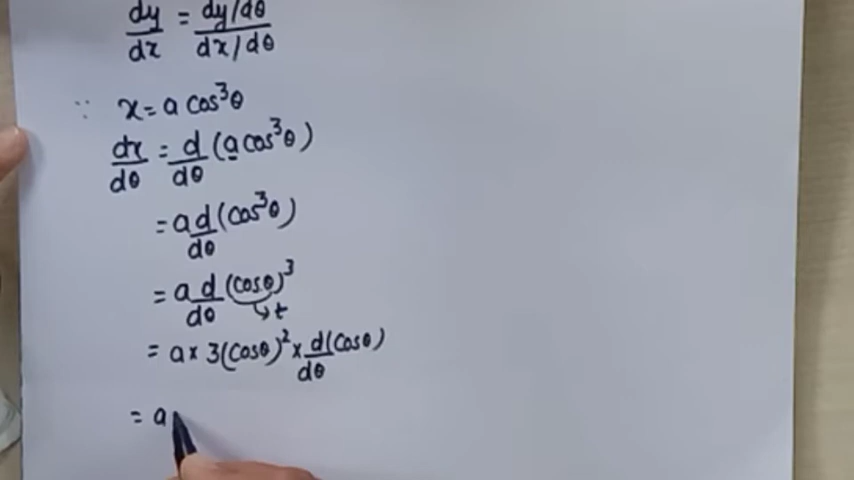 dy/dx = dy/dθ / dx/dθ
∵ x = a cos³θ
dx/dθ = d/dθ (a cos³θ)
= a d/dθ (cos³θ)
= a d/dθ (cosθ)³
→ t
= a × 3(cosθ)² × d/dθ (cosθ)
= a